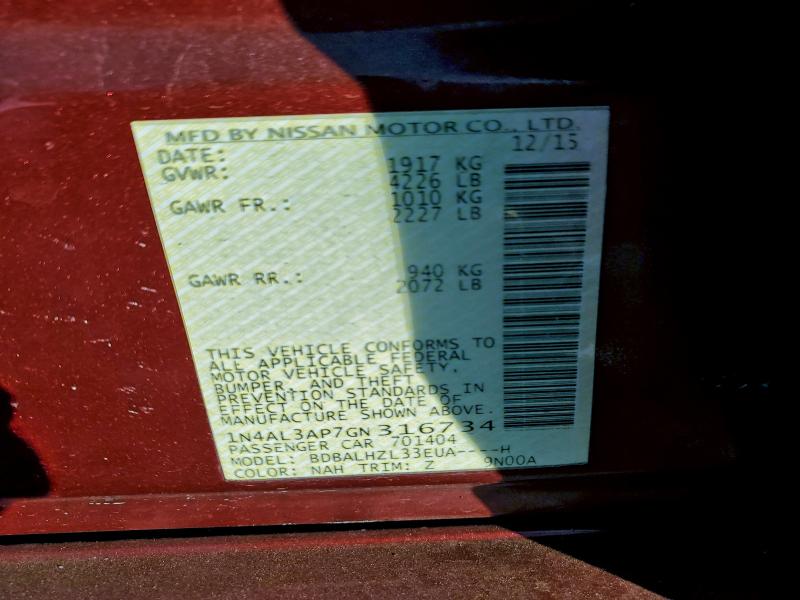 MFD BY NISSAN MOTOR CO., LTD.
DATE: 12/15
GVWR: 1917 KG
4226 LB
GAWR FR.: 1010 KG
2227 LB
GAWR RR.: 940 KG
2072 LB
THIS VEHICLE CONFORMS TO
ALL APPLICABLE FEDERAL
MOTOR VEHICLE SAFETY,
BUMPER, AND THEFT
PREVENTION STANDARDS IN
EFFECT ON THE DATE OF
MANUFACTURE SHOWN ABOVE.
1N4AL3AP7GN316734
PASSENGER CAR 701404
MODEL: BDBALHZL33EUA----H
COLOR: NAH TRIM: Z 9N00A